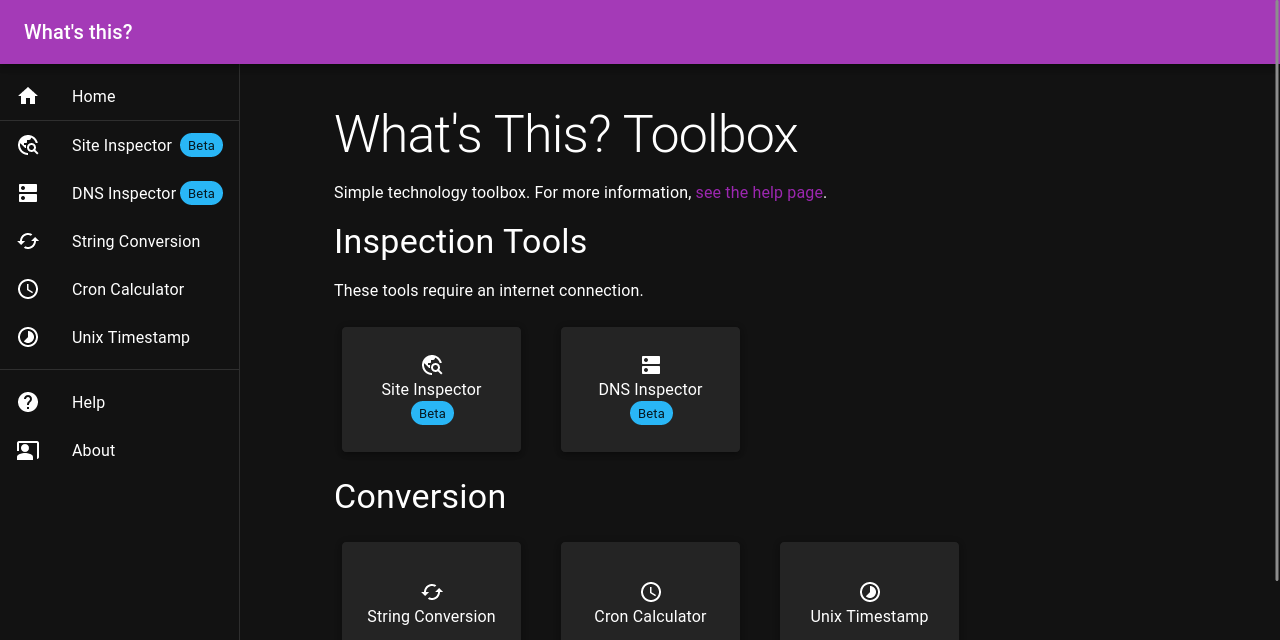 What's this?
Home
Site Inspector Beta
DNS Inspector Beta
String Conversion
Cron Calculator
Unix Timestamp
Help
About
What's This? Toolbox
Simple technology toolbox. For more information, see the help page.
Inspection Tools
These tools require an internet connection.
Site Inspector
Beta
DNS Inspector
Beta
Conversion
String Conversion
Cron Calculator
Unix Timestamp